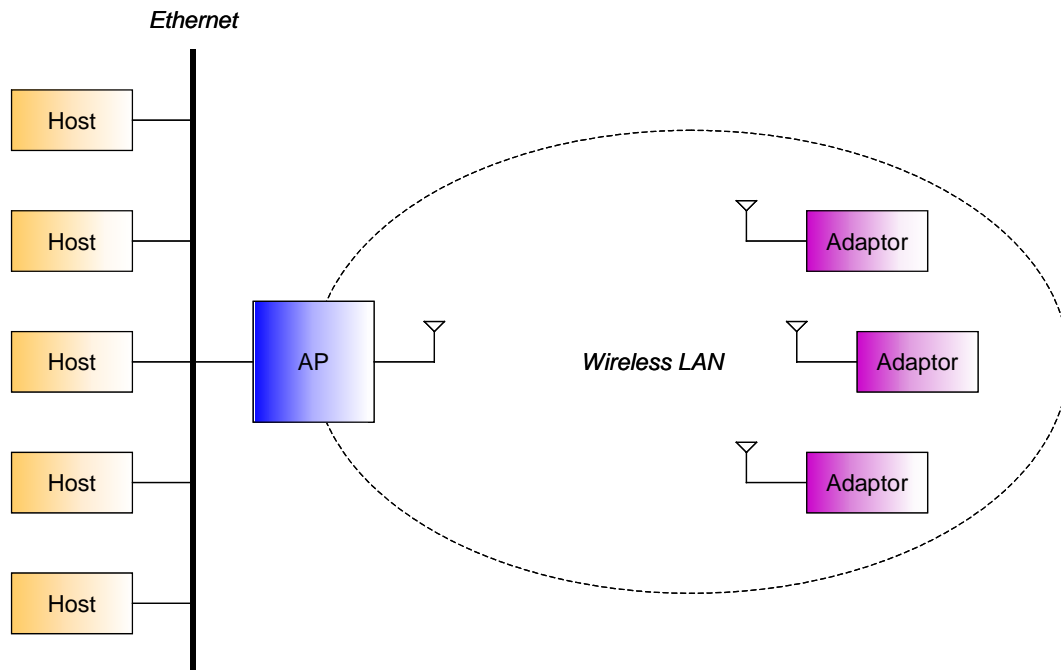 Ethernet
Host
Host
Adaptor
Host
AP
Wireless LAN
Adaptor
Host
Adaptor
Host